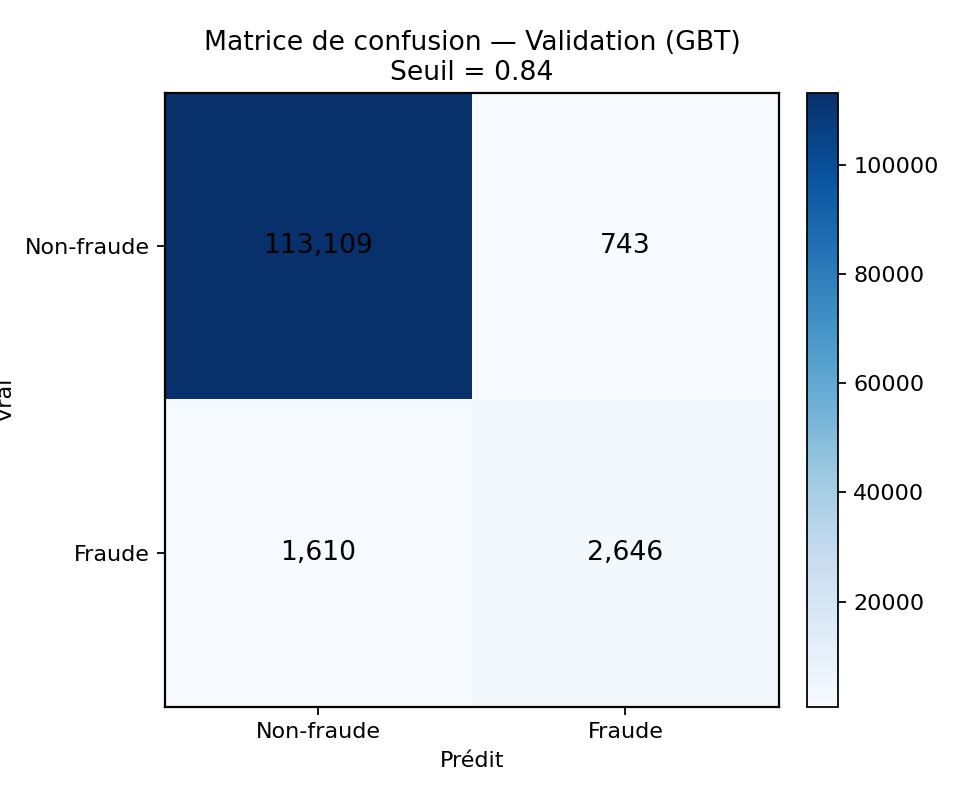 Matrice de confusion — Validation (GBT)
Seuil = 0.84
Non-fraude
Fraude
113,109
743
1,610
2,646
100000
80000
60000
40000
20000
Non-fraude
Fraude
Prédit